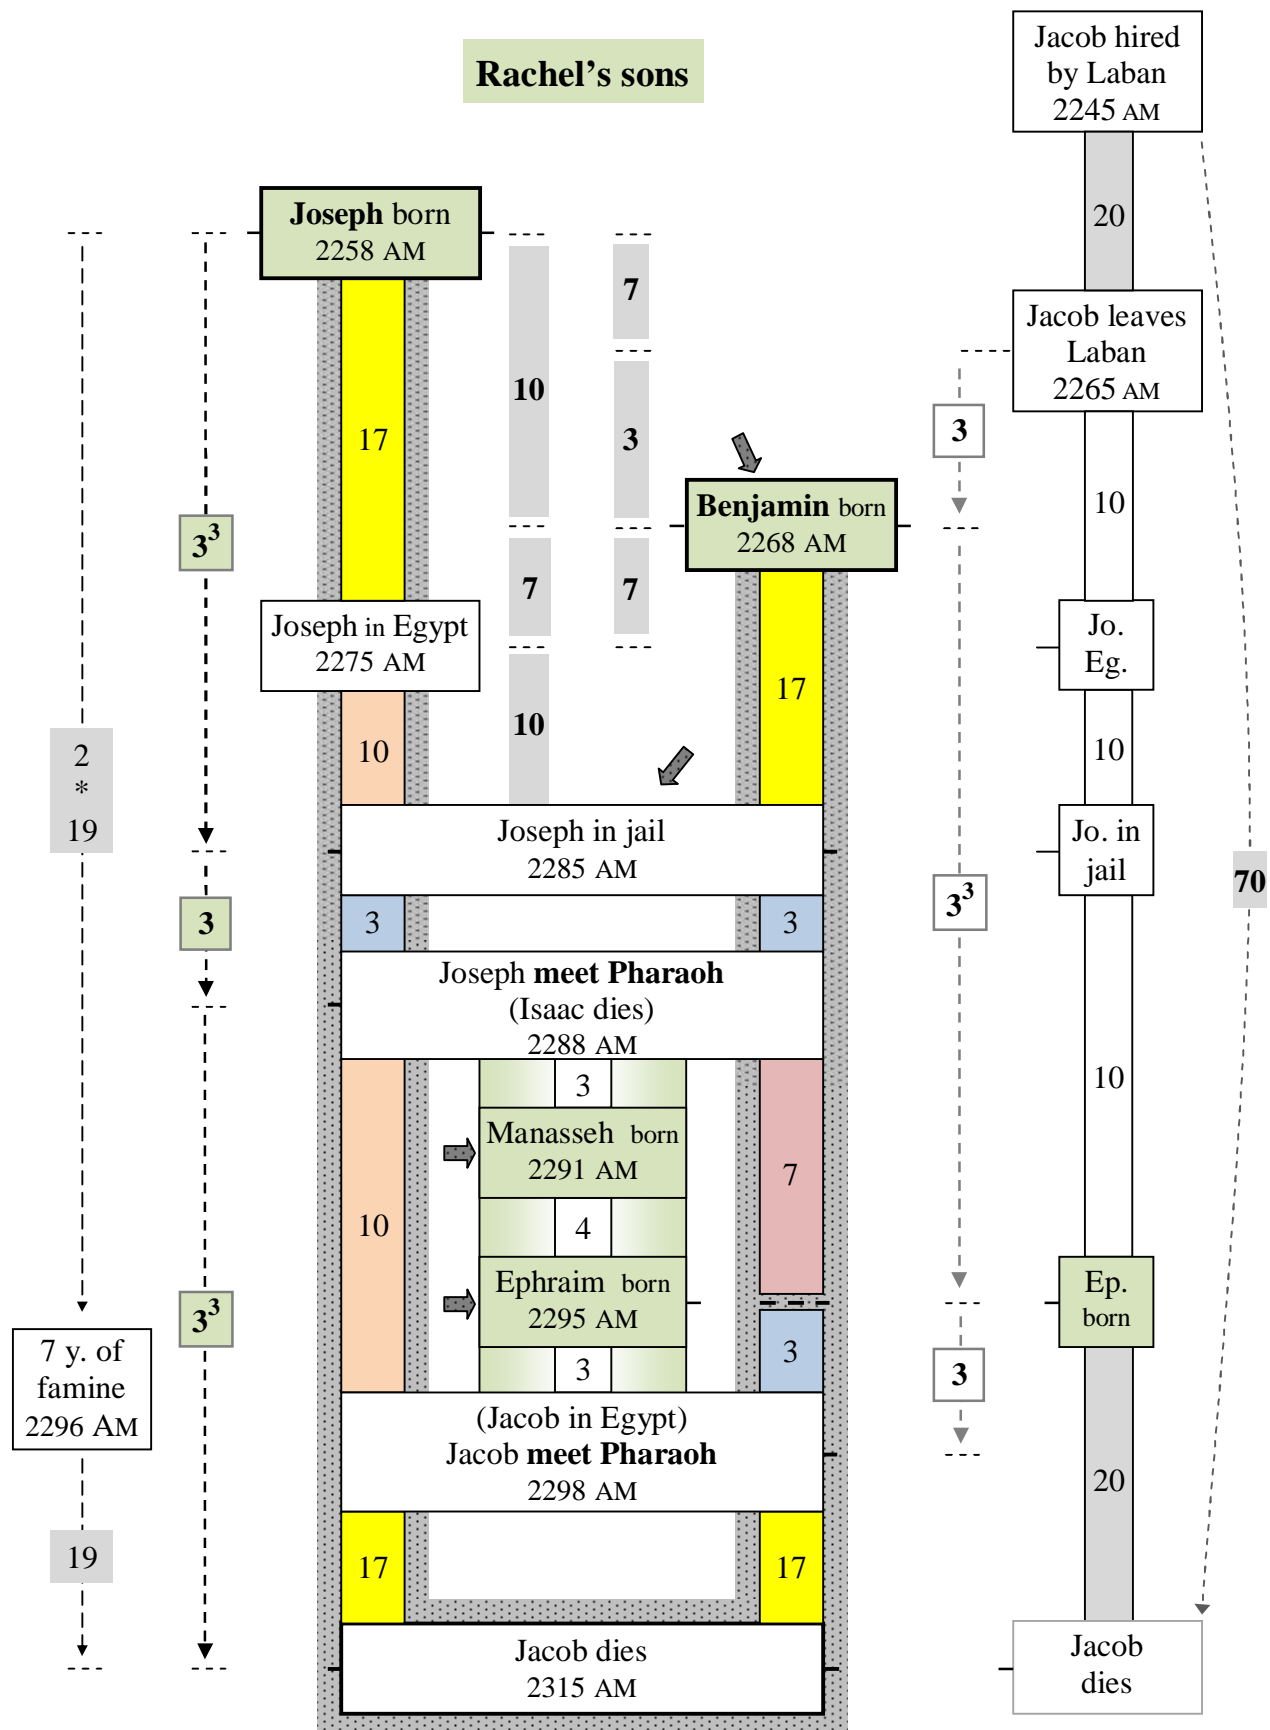 Rachel's sons
Jacob hired
by Laban
2245 AM
20
Joseph born
2258 AM
7
10
17
3
Jacob leaves
Laban
2265 AM
3
10
Benjamin born
2268 AM
3³
7
7
Joseph in Egypt
2275 AM
Jo.
Eg.
17
10
10
10
2
*
19
Joseph in jail
2285 AM
Jo. in
jail
70
3³
3
3
3
Joseph meet Pharaoh
(Isaac dies)
2288 AM
3
10
Manasseh born
2291 AM
7
10
4
Ephraim born
2295 AM
Ep.
born
3³
7 y. of
famine
2296 AM
3
3
3
(Jacob in Egypt)
Jacob meet Pharaoh
2298 AM
20
19
17
17
Jacob dies
2315 AM
Jacob
dies